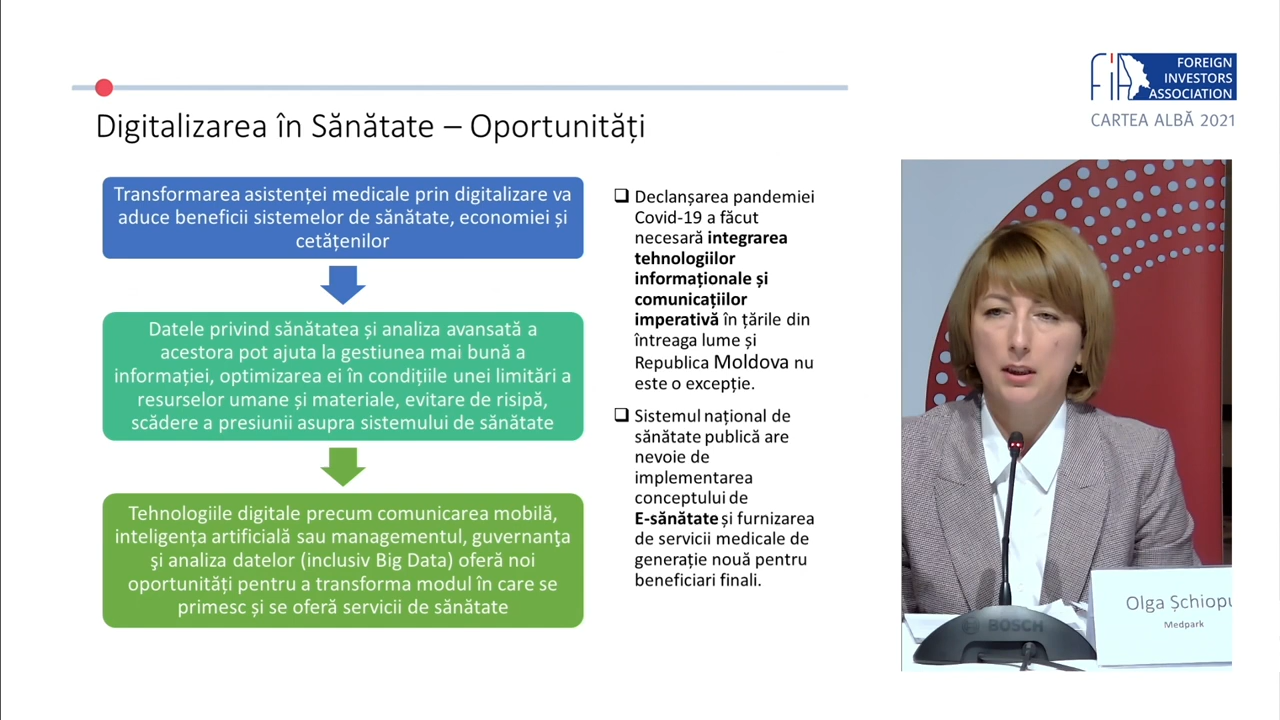 FIA
FOREIGN
INVESTORS
ASSOCIATION
CARTEA ALBĂ 2021
Digitalizarea în Sănătate – Oportunități
Transformarea asistenței medicale prin digitalizare va
aduce beneficii sistemelor de sănătate, economiei și
cetățenilor
Datele privind sănătatea și analiza avansată a
acestora pot ajuta la gestiunea mai bună a
informației, optimizarea ei în condițiile unei limitări a
resurselor umane și materiale, evitare de risipă,
scădere a presiunii asupra sistemului de sănătate
Tehnologiile digitale precum comunicarea mobilă,
inteligența artificială sau managementul, guvernanţa
şi analiza datelor (inclusiv Big Data) oferă noi
oportunități pentru a transforma modul în care se
primesc și se oferă servicii de sănătate
Declanșarea pandemiei
Covid-19 a făcut
necesară integrarea
tehnologiilor
informaționale și
comunicațiilor
imperativă în țările din
întreaga lume și
Republica Moldova nu
este o excepție.
Sistemul național de
sănătate publică are
nevoie de
implementarea
conceptului de
E-sănătate și furnizarea
de servicii medicale de
generație nouă pentru
beneficiari finali.
BOSCH
Olga Șchiopu
Medpark